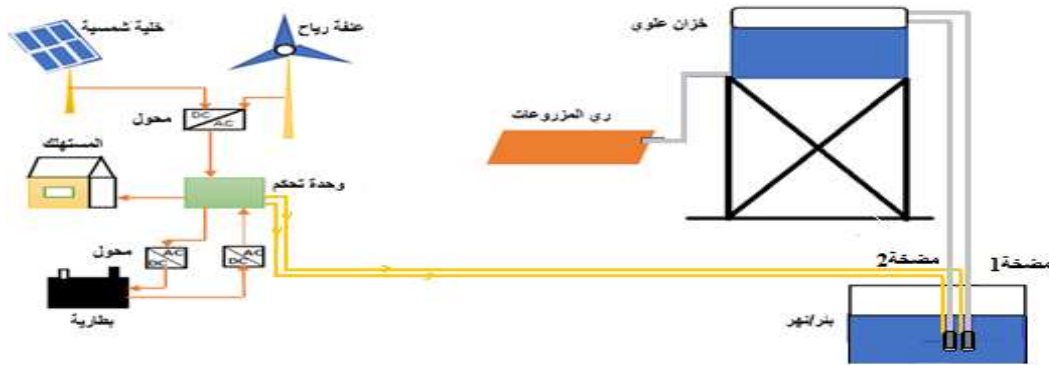 خلية شمسية
عنفة رياح
خزان علوي
DC
AC
محول
ري المزروعات
المستهلك
وحدة تحكم
محول
AC
DC
AC
DC
مضخة2
مضخة1
بطارية
بئر/نهر